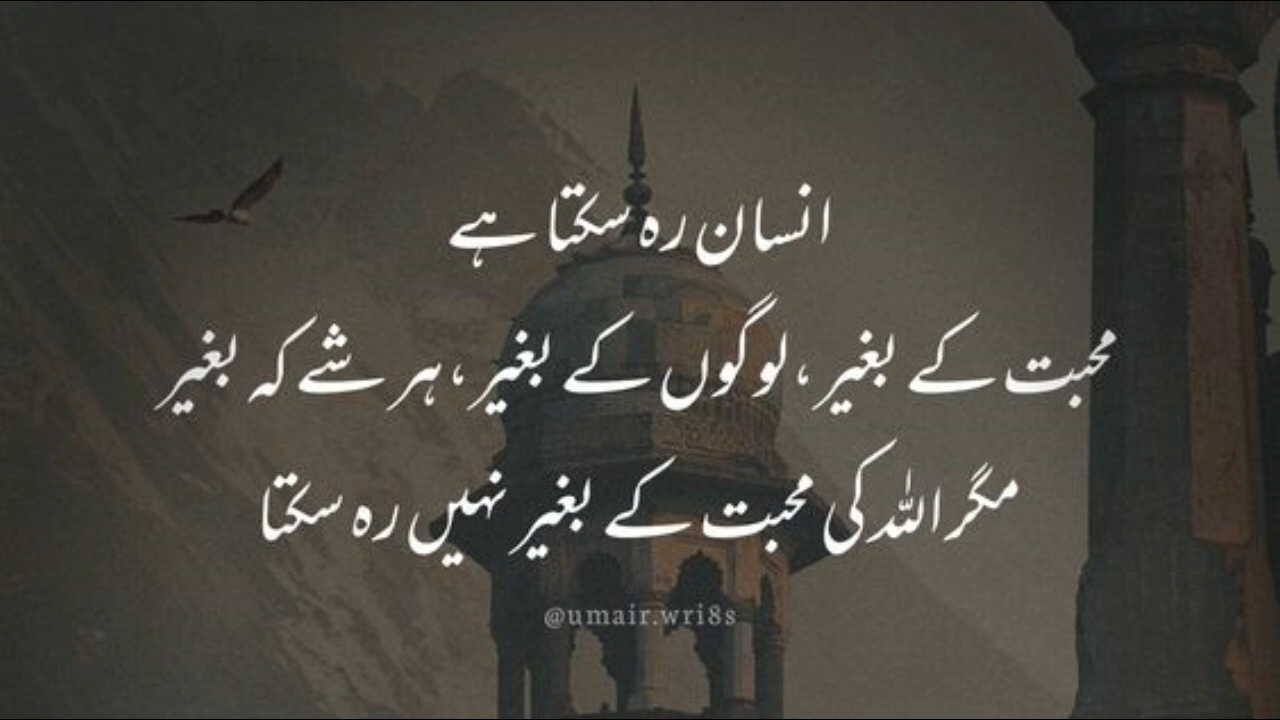 انسان رہ سکتا ہے
محبت کے بغیر، لوگوں کے بغیر، ہر شے کہ بغیر
مگر اللہ کی محبت کے بغیر نہیں رہ سکتا
@umair.wri8s